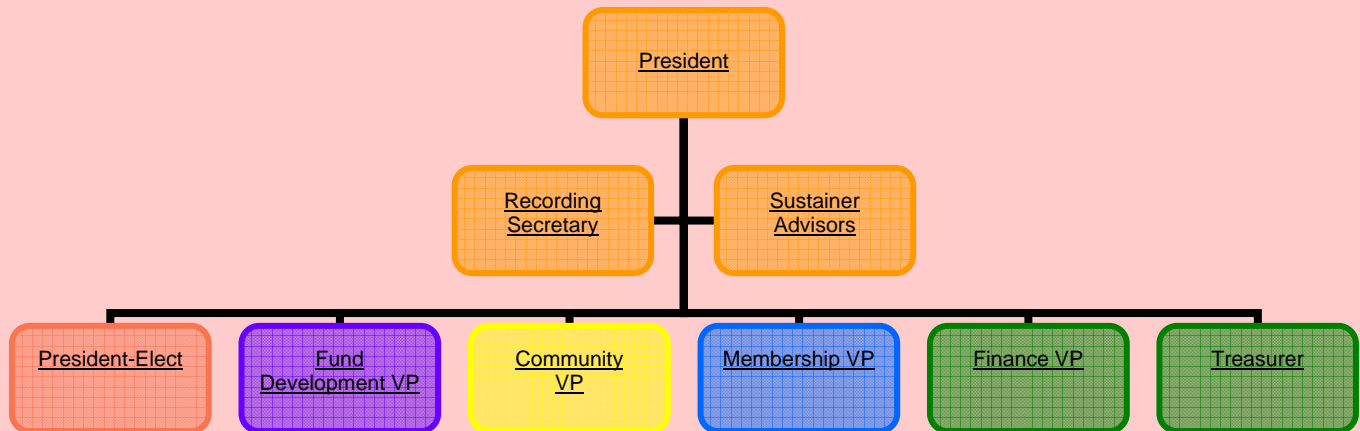 President
Recording
Secretary
Sustainer
Advisors
President-Elect
Fund
Development VP
Community
VP
Membership VP
Finance VP
Treasurer